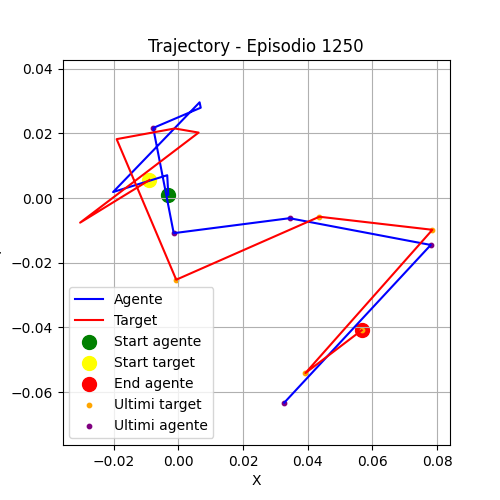 Trajectory - Episodio 1250
0.04
0.02
0.00
−0.02
−0.04
−0.06
Agente
Target
Start agente
Start target
End agente
Ultimi target
Ultimi agente
−0.02 0.00 0.02 0.04 0.06 0.08
X